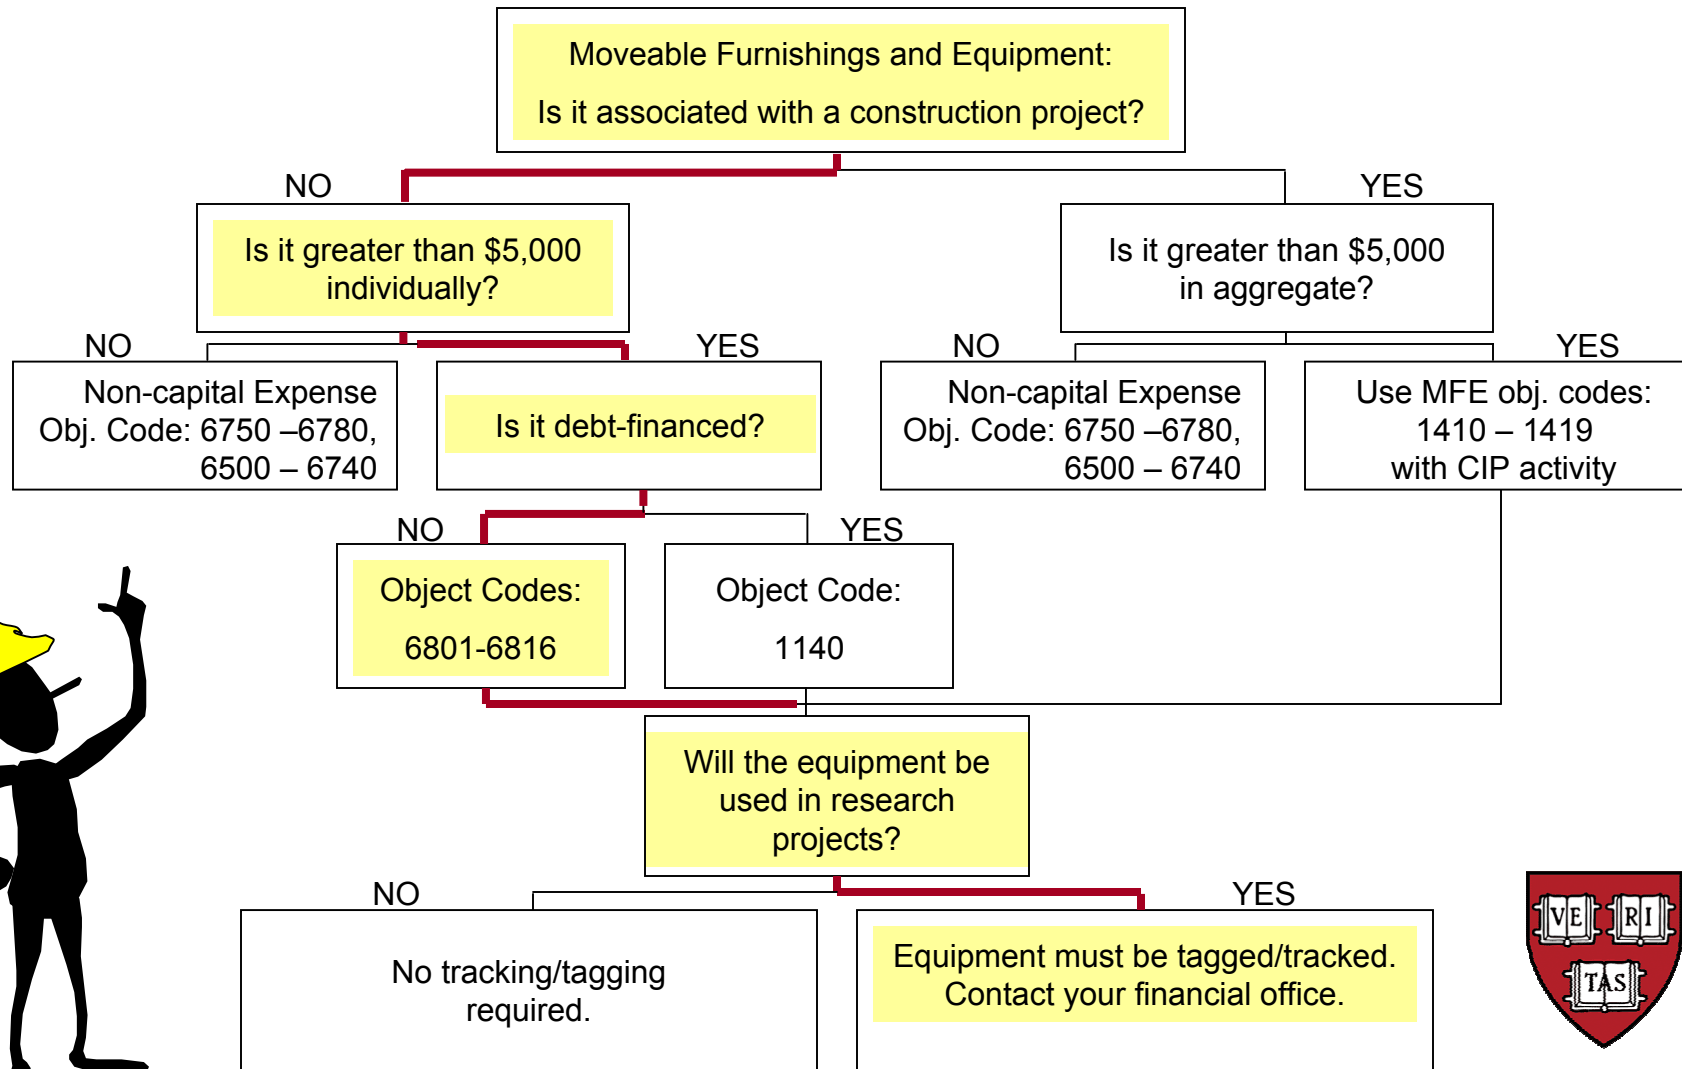 Moveable Furnishings and Equipment:
Is it associated with a construction project?
NO
YES
Is it greater than $5,000
individually?
Is it greater than $5,000
in aggregate?
NO
YES
NO
YES
Non-capital Expense
Obj. Code: 6750 –6780,
6500 – 6740
Is it debt-financed?
Non-capital Expense
Obj. Code: 6750 –6780,
6500 – 6740
Use MFE obj. codes:
1410 – 1419
with CIP activity
NO
YES
Object Codes:
6801-6816
Object Code:
1140
Will the equipment be
used in research
projects?
NO
YES
No tracking/tagging
required.
Equipment must be tagged/tracked.
Contact your financial office.
VE RI
TAS